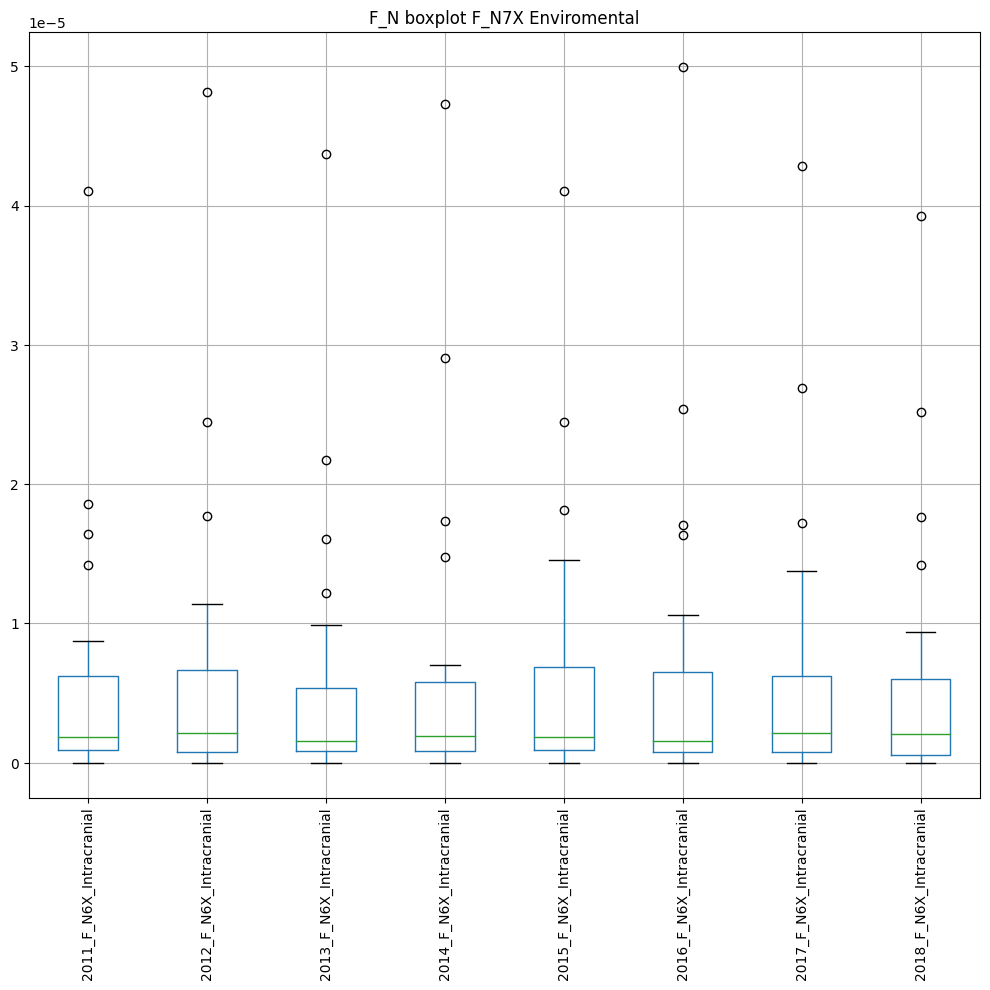 F_N boxplot F_N7X Enviromental
1e−5
5
4
3
2
1
0
2011_F_N6X_Intracranial
2012_F_N6X_Intracranial
2013_F_N6X_Intracranial
2014_F_N6X_Intracranial
2015_F_N6X_Intracranial
2016_F_N6X_Intracranial
2017_F_N6X_Intracranial
2018_F_N6X_Intracranial